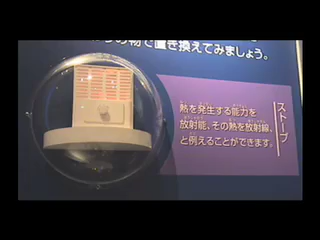 の物で置き換えてみましょう。
ストーブ
熱を発生する能力を
放射能、その熱を放射線、
と例えることができます。